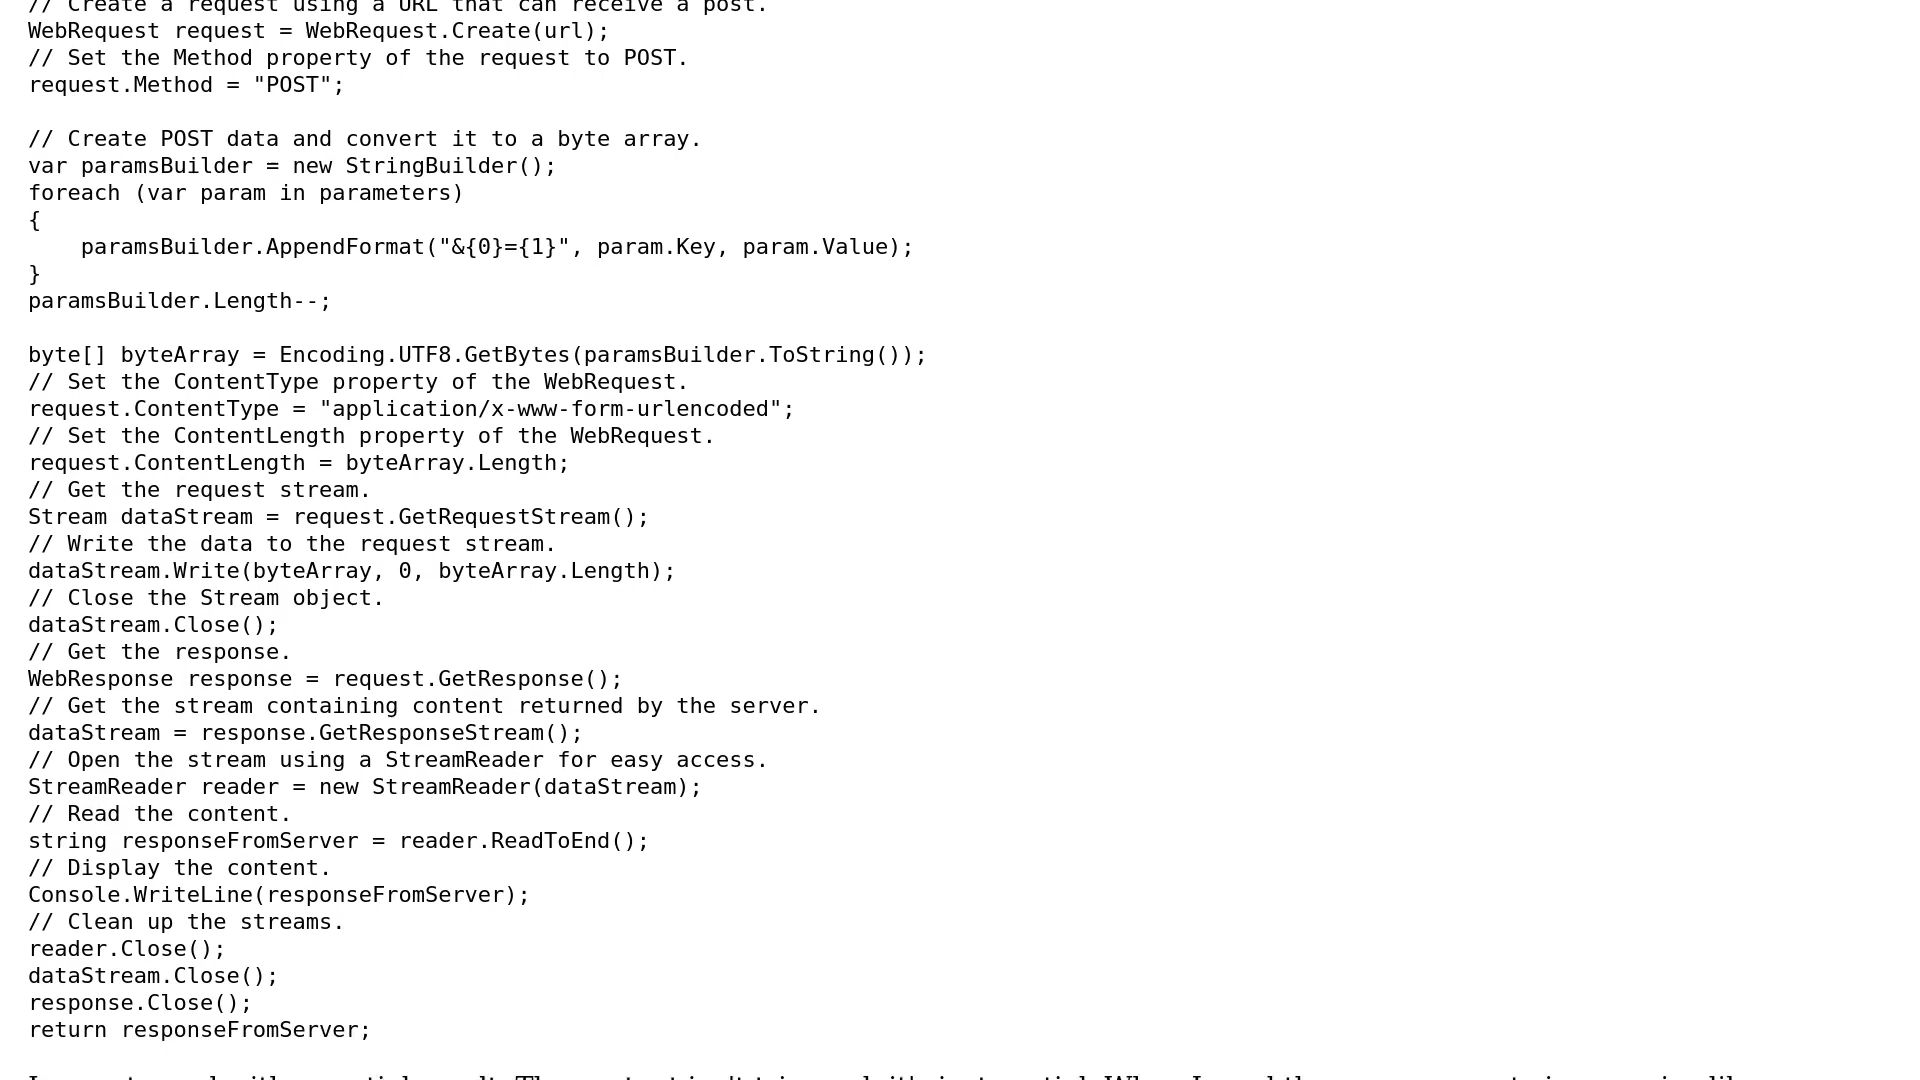 // Create a request using a URL that can receive a post.
WebRequest request = WebRequest.Create(url);
// Set the Method property of the request to POST.
request.Method = "POST";

// Create POST data and convert it to a byte array.
var paramsBuilder = new StringBuilder();
foreach (var param in parameters)
{
    paramsBuilder.AppendFormat("&{0}={1}", param.Key, param.Value);
}
paramsBuilder.Length--;

byte[] byteArray = Encoding.UTF8.GetBytes(paramsBuilder.ToString());
// Set the ContentType property of the WebRequest.
request.ContentType = "application/x-www-form-urlencoded";
// Set the ContentLength property of the WebRequest.
request.ContentLength = byteArray.Length;
// Get the request stream.
Stream dataStream = request.GetRequestStream();
// Write the data to the request stream.
dataStream.Write(byteArray, 0, byteArray.Length);
// Close the Stream object.
dataStream.Close();
// Get the response.
WebResponse response = request.GetResponse();
// Get the stream containing content returned by the server.
dataStream = response.GetResponseStream();
// Open the stream using a StreamReader for easy access.
StreamReader reader = new StreamReader(dataStream);
// Read the content.
string responseFromServer = reader.ReadToEnd();
// Display the content.
Console.WriteLine(responseFromServer);
// Clean up the streams.
reader.Close();
dataStream.Close();
response.Close();
return responseFromServer;